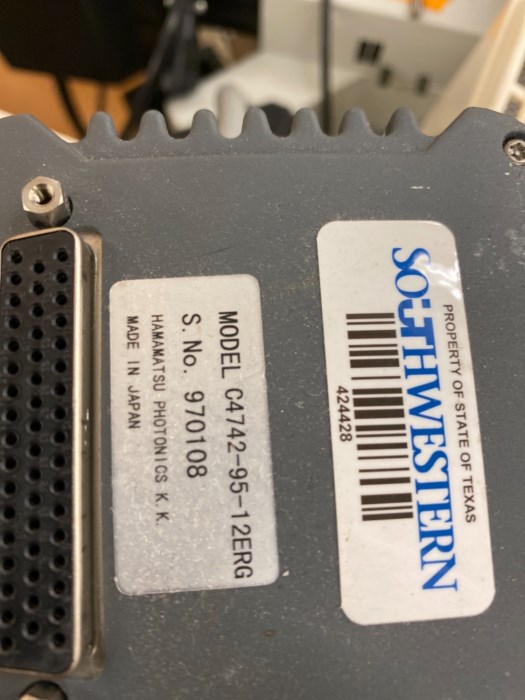 PROPERTY OF STATE OF TEXAS
SOUTHWESTERN
424428
MODEL C4742-95-12ERG
S. No. 970108
HAMAMATSU PHOTONICS K.K.
MADE IN JAPAN